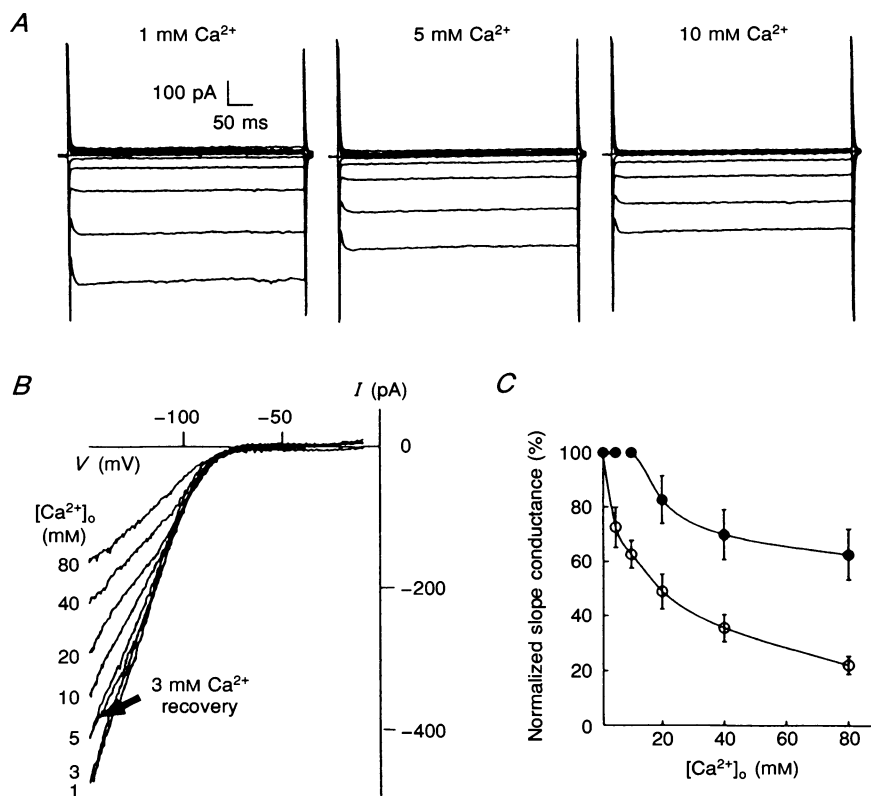 A
1 mM Ca²⁺
5 mM Ca²⁺
10 mM Ca²⁺
100 pA
50 ms
B
I (pA)
−100
−50
0
V (mV)
[Ca²⁺]ₒ
(mM)
80
40
20
10
5
3
1
3 mM Ca²⁺
recovery
−200
−400
C
Normalized slope conductance (%)
100
80
60
40
20
0
20
40
60
80
[Ca²⁺]ₒ (mM)